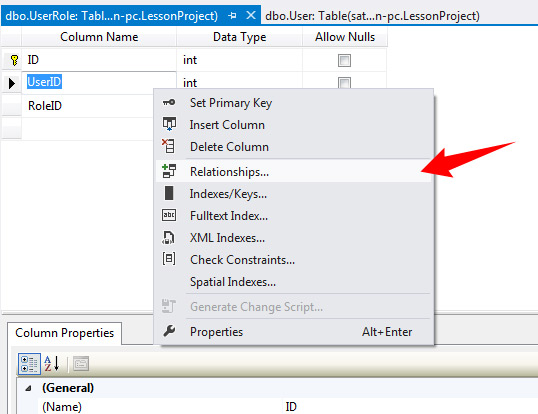 dbo.UserRole: Tabl...n-pc.LessonProject)
dbo.User: Table(sat...n-pc.LessonProject)
Column Name Data Type Allow Nulls
ID int
UserID int
RoleID
Set Primary Key
Insert Column
Delete Column
Relationships...
Indexes/Keys...
Fulltext Index...
XML Indexes...
Check Constraints...
Spatial Indexes...
Generate Change Script...
Properties Alt+Enter
Column Properties
(General)
(Name) ID